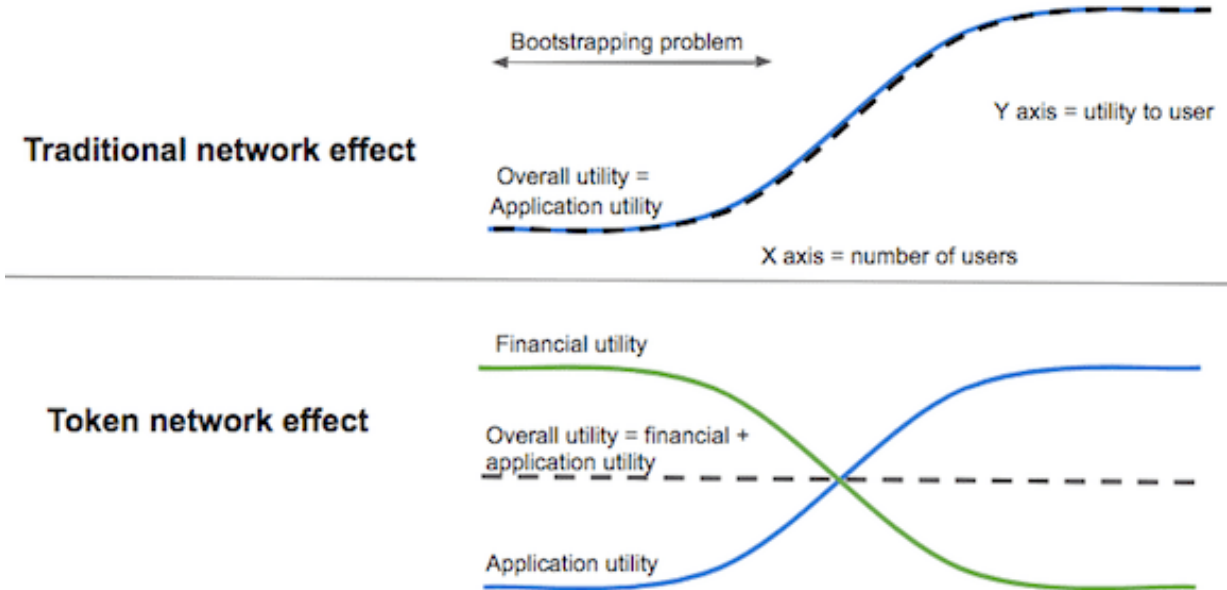 Bootstrapping problem
Y axis = utility to user
Traditional network effect
Overall utility =
Application utility
X axis = number of users
Financial utility
Token network effect
Overall utility = financial +
application utility
Application utility